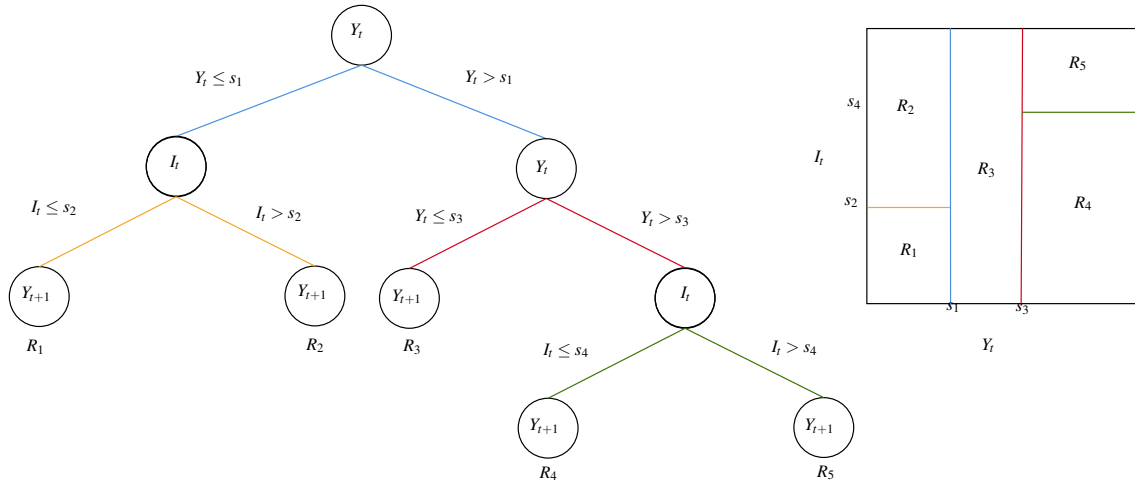 Y_t
Y_t ≤ s_1
Y_t > s_1
I_t
Y_t
I_t ≤ s_2
I_t > s_2
Y_t ≤ s_3
Y_t > s_3
Y_{t+1}
Y_{t+1}
Y_{t+1}
I_t
R_1
R_2
R_3
I_t ≤ s_4
I_t > s_4
Y_{t+1}
Y_{t+1}
R_4
R_5
R_5
s_4
R_2
I_t
R_3
s_2
R_4
R_1
s_1
s_3
Y_t